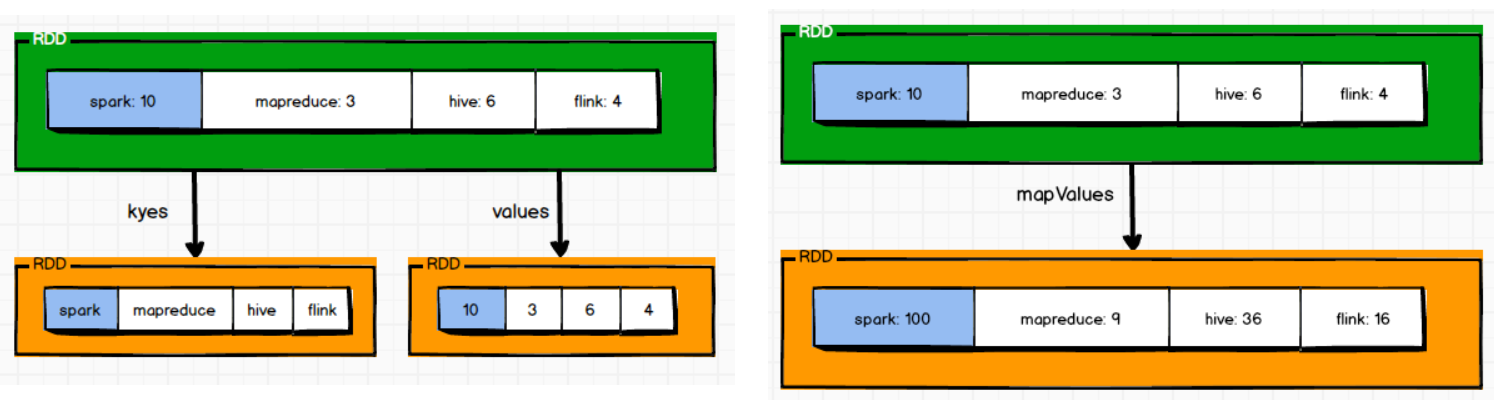 RDD
spark: 10 mapreduce: 3 hive: 6 flink: 4
kyes values
RDD RDD
spark mapreduce hive flink 10 3 6 4
RDD
spark: 10 mapreduce: 3 hive: 6 flink: 4
mapValues
RDD
spark: 100 mapreduce: 9 hive: 36 flink: 16